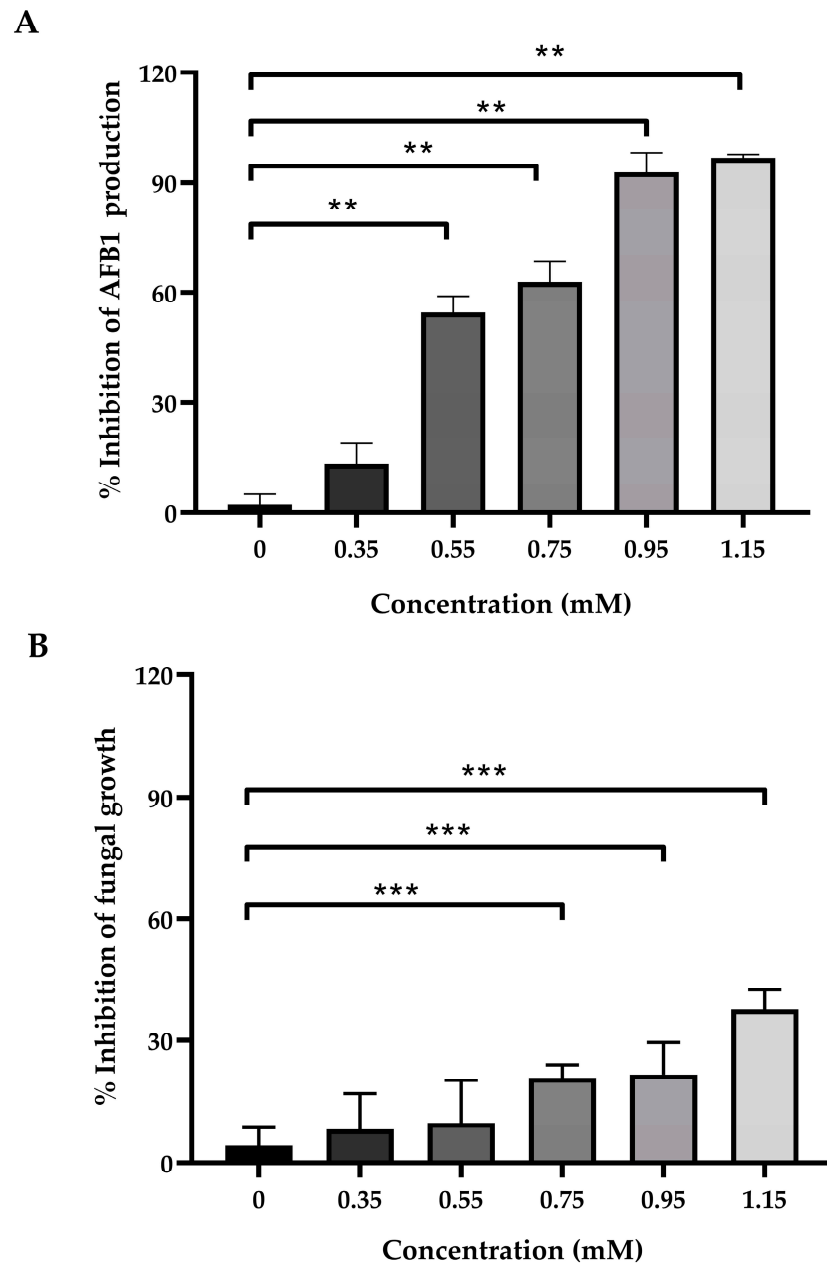 A
% Inhibition of AFB1 production
120
90
60
30
0
**
**
**
**
0 0.35 0.55 0.75 0.95 1.15
Concentration (mM)
B
% Inhibition of fungal growth
120
90
60
30
0
***
***
***
0 0.35 0.55 0.75 0.95 1.15
Concentration (mM)